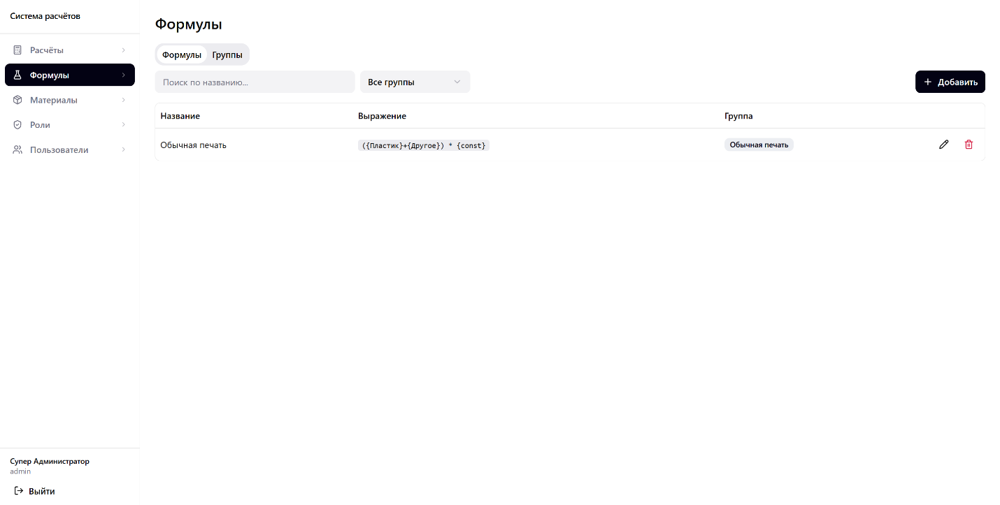 Система расчётов
Расчёты
Формулы
Материалы
Роли
Пользователи
Супер Администратор
admin
Выйти
Формулы
Формулы Группы
Поиск по названию... Все группы Добавить
Название Выражение Группа
Обычная печать ({Пластик}+{Другое}) * {const} Обычная печать